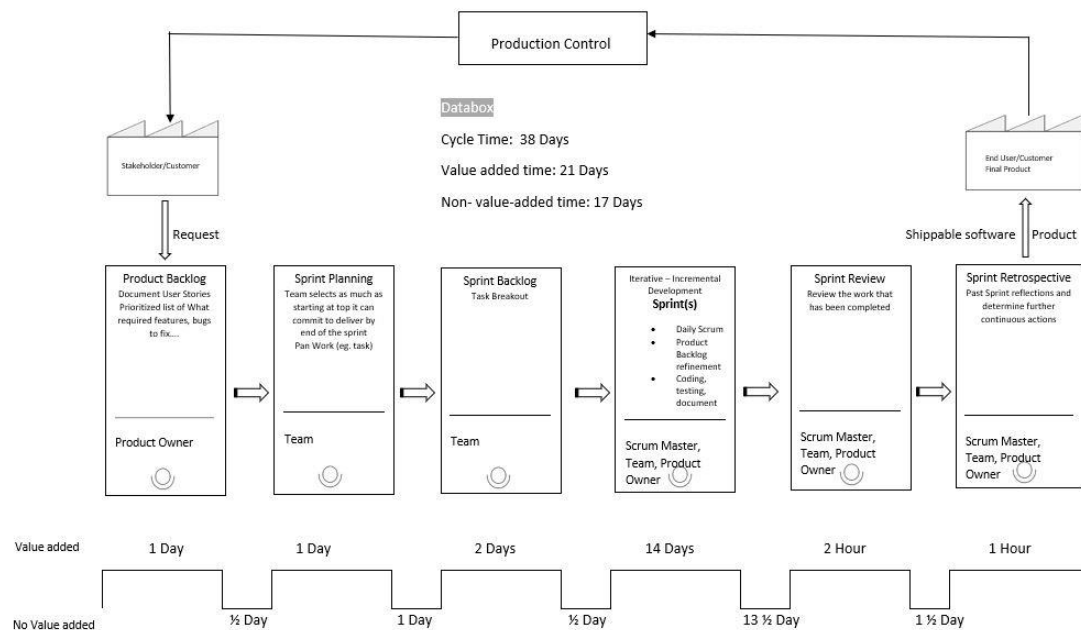 Production Control
Databox
Cycle Time: 38 Days
Value added time: 21 Days
Non- value-added time: 17 Days
Stakeholder/Customer
End User/Customer
Final Product
Request
Shippable software
Product
Product Backlog
Document User Stories
Prioritized list of What
required features, bugs
to fix....
Product Owner
Sprint Planning
Team selects as much as
starting at top it can
commit to deliver by
end of the sprint
Pan Work (eg. task)
Team
Sprint Backlog
Task Breakout
Team
Iterative – Incremental
Development
Sprint(s)
• Daily Scrum
• Product
Backlog
refinement
• Coding,
testing,
document
Scrum Master,
Team, Product
Owner
Sprint Review
Review the work that
has been completed
Scrum Master,
Team, Product
Owner
Sprint Retrospective
Past Sprint reflections and
determine further
continuous actions
Scrum Master,
Team, Product
Owner
Value added
1 Day
1 Day
2 Days
14 Days
2 Hour
1 Hour
No Value added
½ Day
1 Day
½ Day
13 ½ Day
1 ½ Day